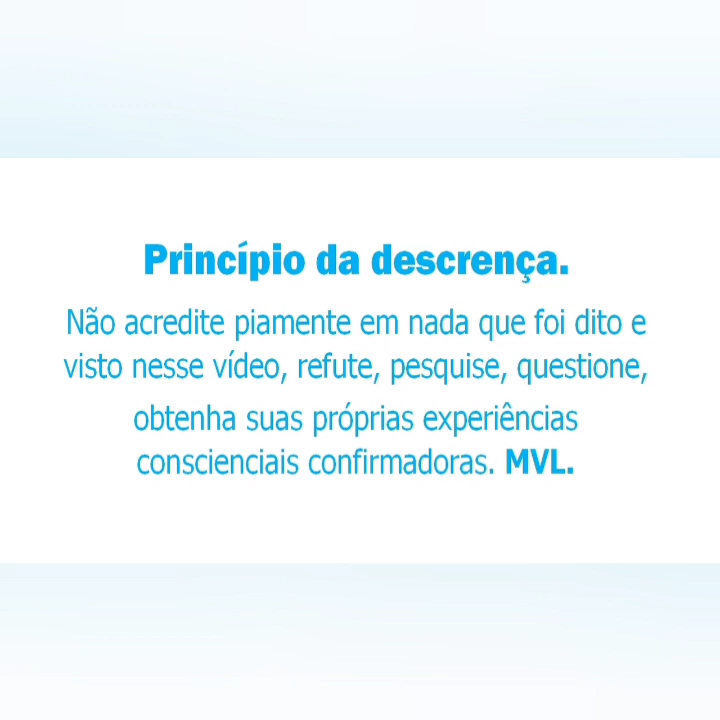 Princípio da descrença.
Não acredite piamente em nada que foi dito e
visto nesse vídeo, refute, pesquise, questione,
obtenha suas próprias experiências
conscienciais confirmadoras. MVL.